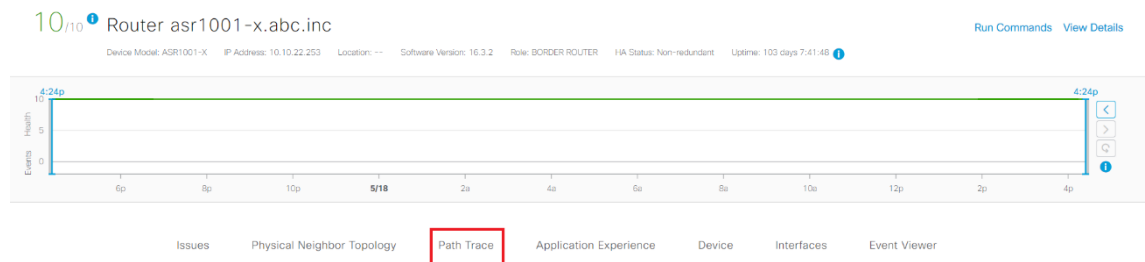 10/10 Router asr1001-x.abc.inc Run Commands View Details
Device Model: ASR1001-X IP Address: 10.10.22.253 Location: -- Software Version: 16.3.2 Role: BORDER ROUTER HA Status: Non-redundant Uptime: 103 days 7:41:48
4:24p 4:24p
10
Health
5
Events
0
6p 8p 10p 5/18 2a 4a 6a 8a 10a 12p 2p 4p
Issues Physical Neighbor Topology Path Trace Application Experience Device Interfaces Event Viewer